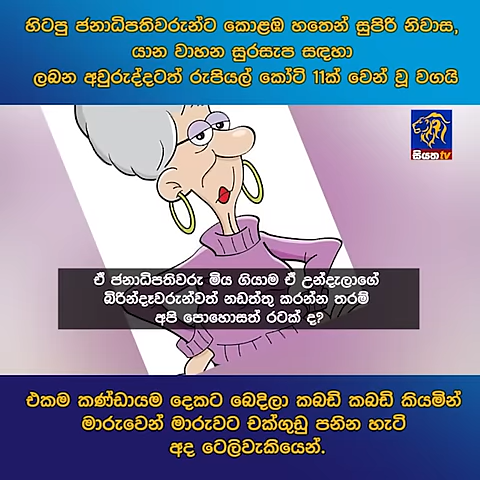 හිටපු ජනාධිපතිවරුන්ට කොළඹ හතෙන් සුපිරි නිවාස,
යාන වාහන සුරසැප සඳහා
ලබන අවුරුද්දටත් රුපියල් කෝටි 11ක් වෙන් වූ වගයි
සියත tv
ඒ ජනාධිපතිවරු මිය ගියාම ඒ උන්දැලාගේ
බිරින්දෑවරුන්වත් නඩත්තු කරන්න තරම්
අපි පොහොසත් රටක් ද?
එකම කණ්ඩායම දෙකට බෙදිලා කබඩි කබඩි කියමින්
මාරුවෙන් මාරුවට චක්ගුඩු පනින හැටි
අද ටෙලිවැකියෙන්.